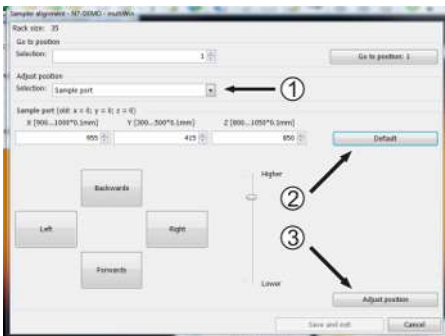 Sampler alignment - N7-DEMO - multiWin
Rack size: 35
Go to position
Selection: 1 Go to position: 1
Adjust position
Selection: Sample port ①
Sample port (old: x = 0; y = 0; z = 0)
X [900...1000*0.1mm] Y [300...500*0.1mm] Z [800...1050*0.1mm]
955 415 850 Default
Higher
Backwards
②
Left Right
③
Forwards
Lower
Adjust position
Save and exit Cancel